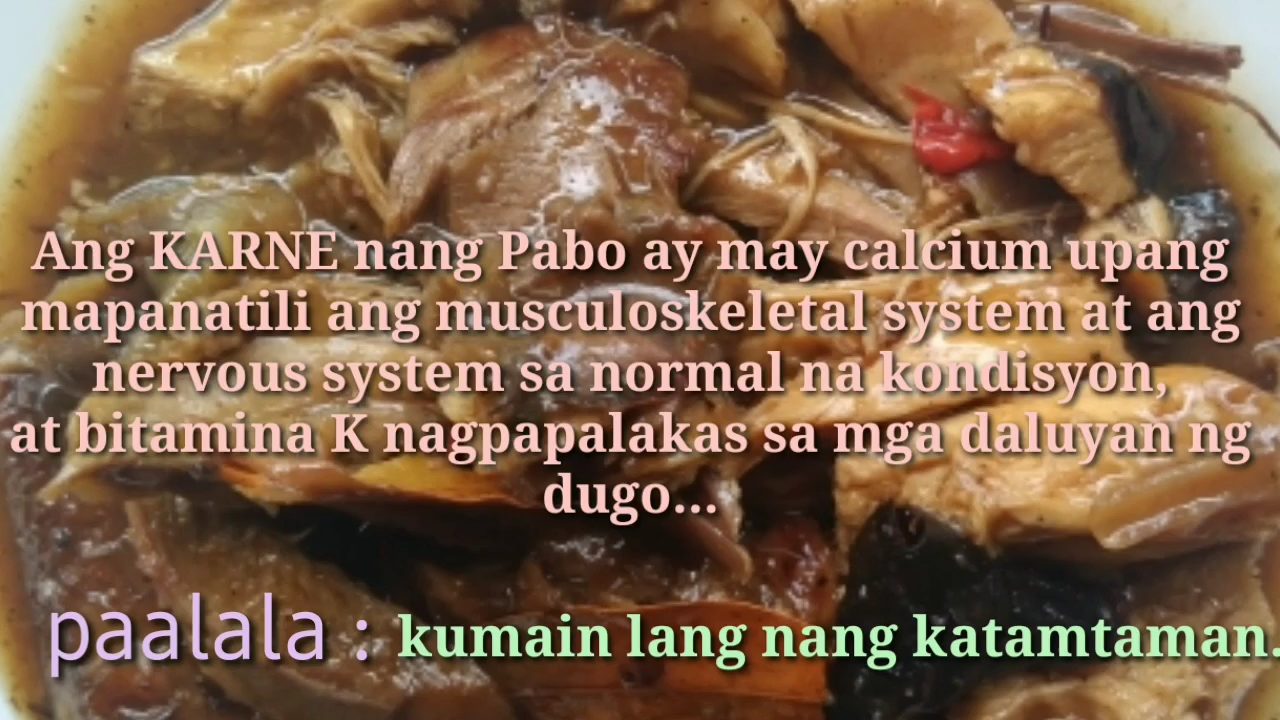 Ang KARNE nang Pabo ay may calcium upang
mapanatili ang musculoskeletal system at ang
nervous system sa normal na kondisyon,
at bitamina K nagpapalakas sa mga daluyan ng
dugo...
paalala : kumain lang nang katamtaman.